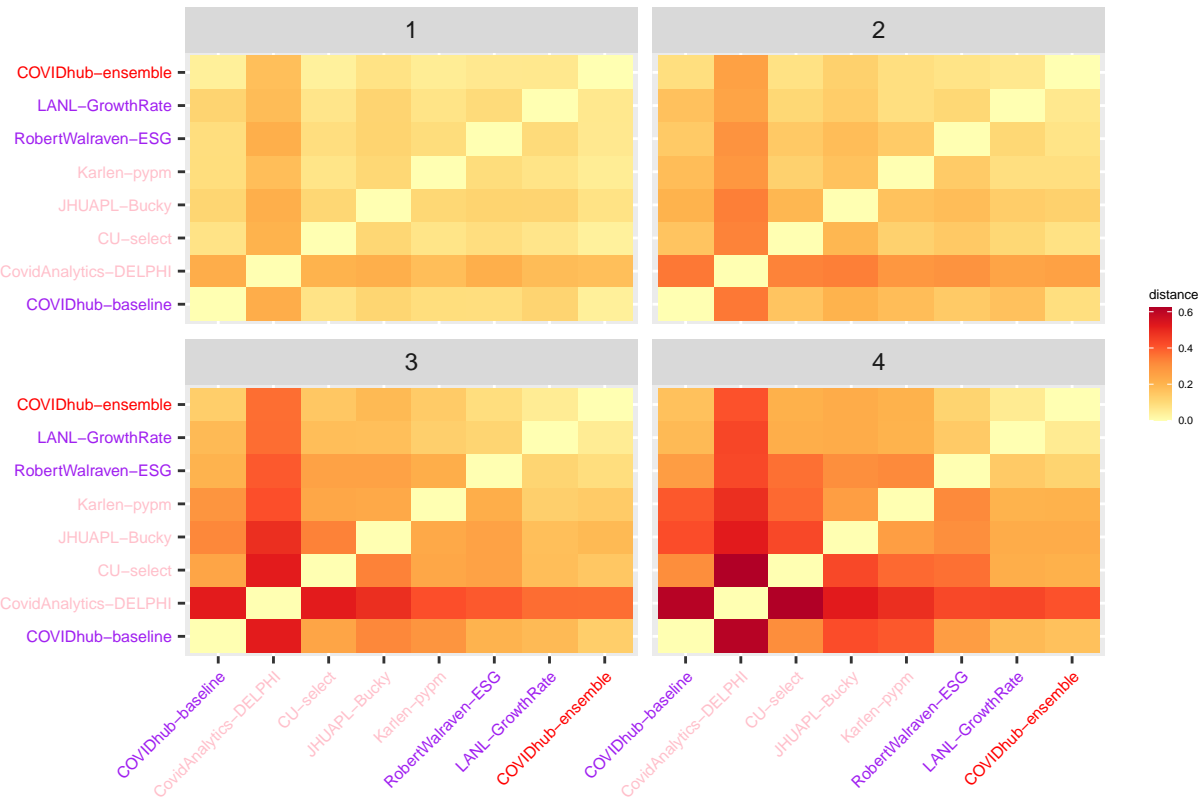 1
2
COVIDhub−ensemble
LANL−GrowthRate
RobertWalraven−ESG
Karlen−pypm
JHUAPL−Bucky
CU−select
CovidAnalytics−DELPHI
COVIDhub−baseline
3
4
COVIDhub−ensemble
LANL−GrowthRate
RobertWalraven−ESG
Karlen−pypm
JHUAPL−Bucky
CU−select
CovidAnalytics−DELPHI
COVIDhub−baseline
COVIDhub−baseline
CovidAnalytics−DELPHI
CU−select
JHUAPL−Bucky
Karlen−pypm
RobertWalraven−ESG
LANL−GrowthRate
COVIDhub−ensemble
COVIDhub−baseline
CovidAnalytics−DELPHI
CU−select
JHUAPL−Bucky
Karlen−pypm
RobertWalraven−ESG
LANL−GrowthRate
COVIDhub−ensemble
distance
0.6
0.4
0.2
0.0